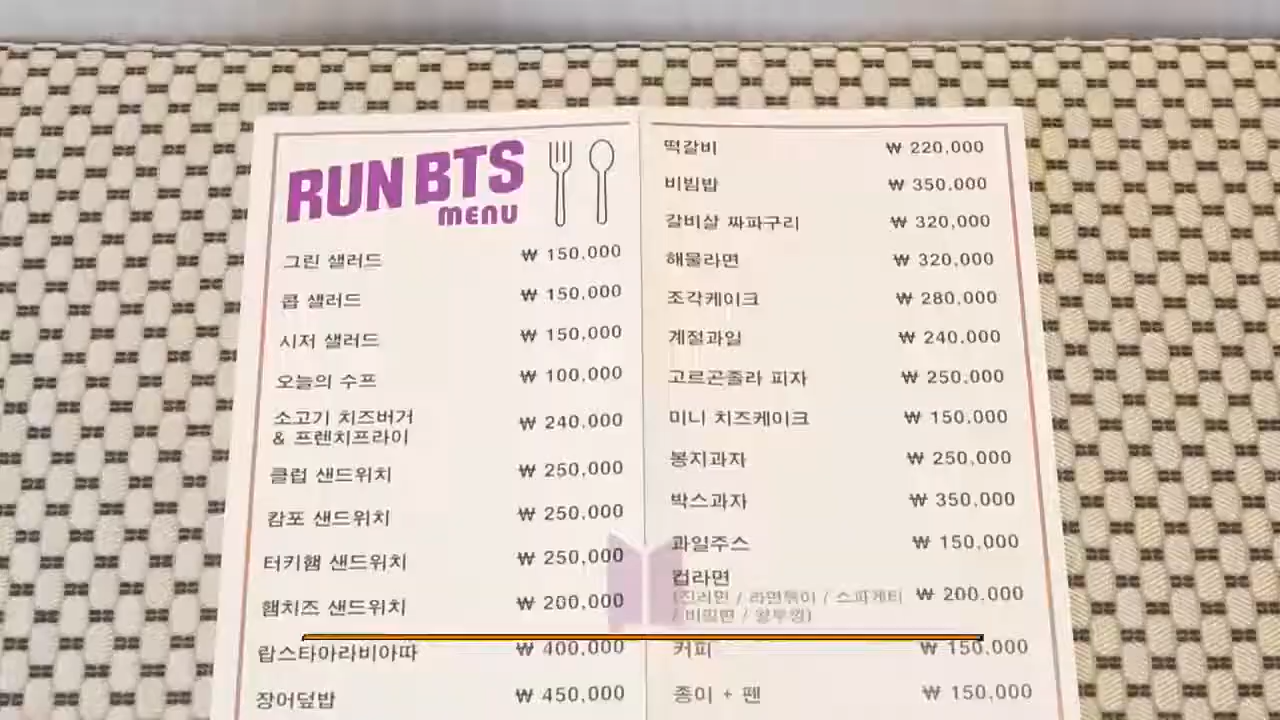 RUN BTS
MENU
그린 샐러드 ₩ 150,000
콥 샐러드 ₩ 150,000
시저 샐러드 ₩ 150,000
오늘의 수프 ₩ 100,000
소고기 치즈버거
& 프렌치프라이 ₩ 240,000
클럽 샌드위치 ₩ 250,000
캄포 샌드위치 ₩ 250,000
터키햄 샌드위치 ₩ 250,000
햄치즈 샌드위치 ₩ 200,000
랍스타아라비아따 ₩ 400,000
장어덮밥 ₩ 450,000
떡갈비 ₩ 220,000
비빔밥 ₩ 350,000
갈비살 짜파구리 ₩ 320,000
해물라면 ₩ 320,000
조각케이크 ₩ 280,000
계절과일 ₩ 240,000
고르곤졸라 피자 ₩ 250,000
미니 치즈케이크 ₩ 150,000
봉지과자 ₩ 250,000
박스과자 ₩ 350,000
과일주스 ₩ 150,000
컵라면 ₩ 200,000
(진라면 / 라면볶이 / 스파게티
/ 비빔면 / 왕뚜껑)
커피 ₩ 150,000
종이 + 펜 ₩ 150,000